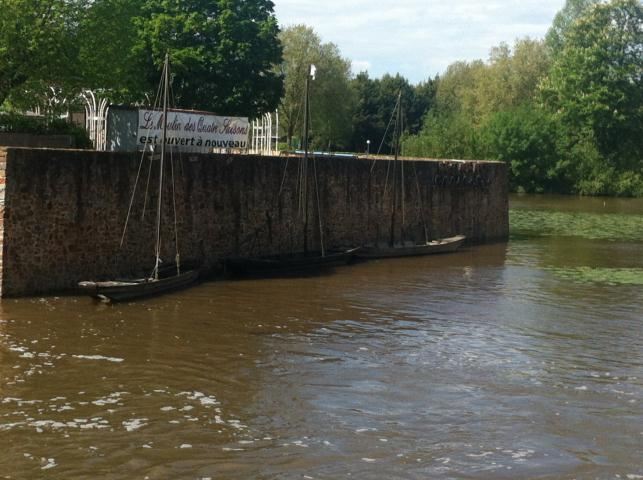 Le Moulin des Quatre Saisons
est ouvert à nouveau